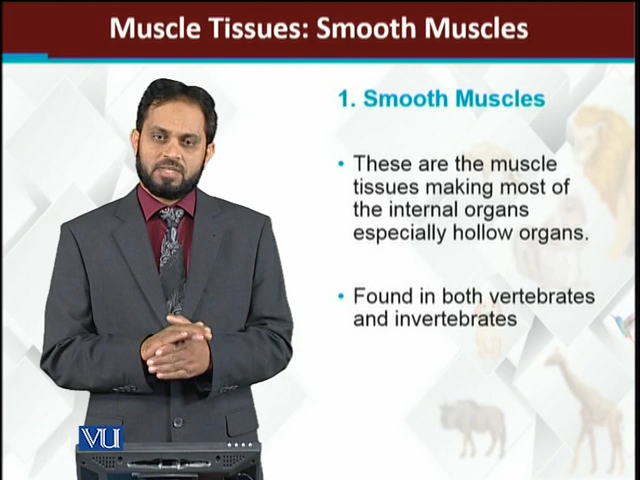 Muscle Tissues: Smooth Muscles
1. Smooth Muscles
• These are the muscle
tissues making most of
the internal organs
especially hollow organs.
• Found in both vertebrates
and invertebrates
VU